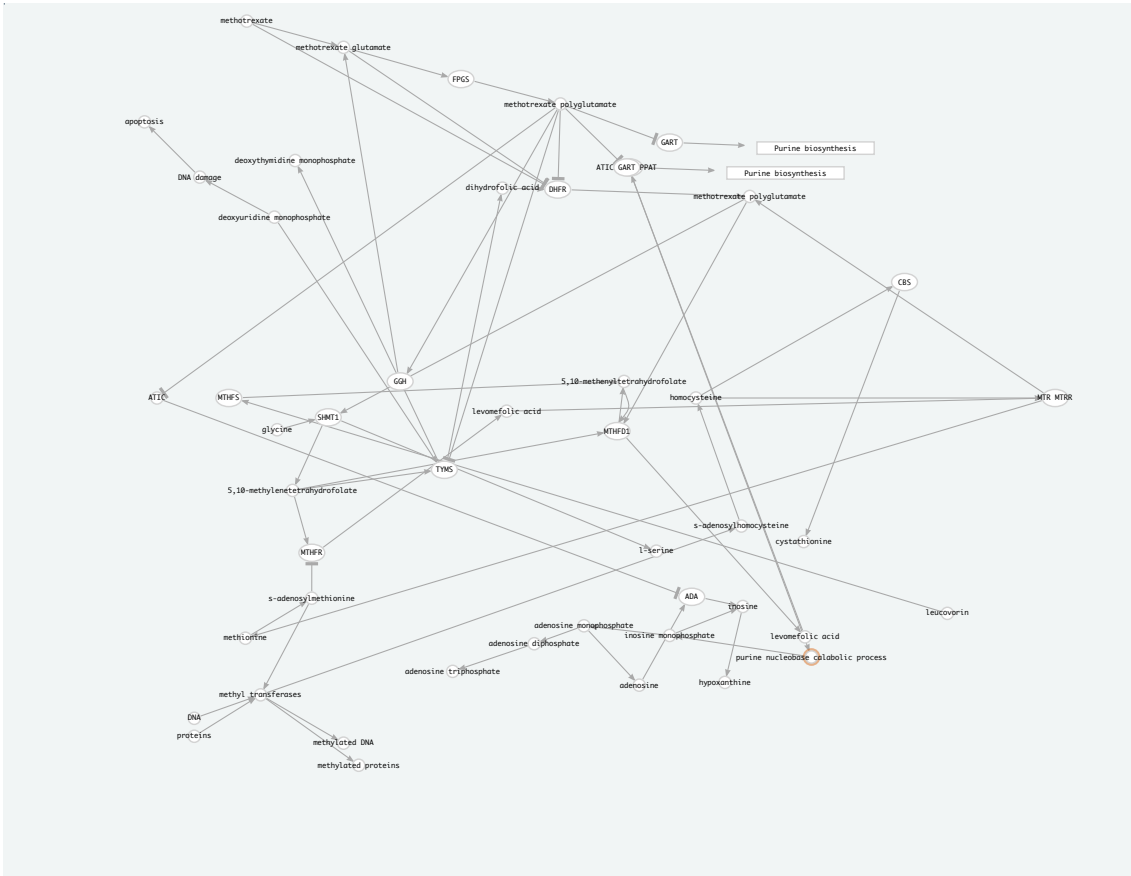 methotrexate
methotrexate glutamate
FPGS
methotrexate polyglutamate
apoptosis
GART
Purine biosynthesis
deoxythymidine monophosphate
ATIC GART PPAT
Purine biosynthesis
DNA damage
dihydrofolic acid
DHFR
methotrexate polyglutamate
deoxyuridine monophosphate
CBS
GGH
5,10-methenyltetrahydrofolate
ATIC
MTHFS
homocysteine
MTR MTRR
levomefolic acid
SHMT1
glycine
MTHFD1
TYMS
5,10-methylenetetrahydrofolate
s-adenosylhomocysteine
cystathionine
l-serine
MTHFR
s-adenosylmethionine
ADA
inosine
leucovorin
adenosine monophosphate
methionine
inosine monophosphate
levomefolic acid
adenosine diphosphate
purine nucleobase calabolic process
adenosine triphosphate
adenosine
hypoxanthine
methyl transferases
DNA
proteins
methylated DNA
methylated proteins